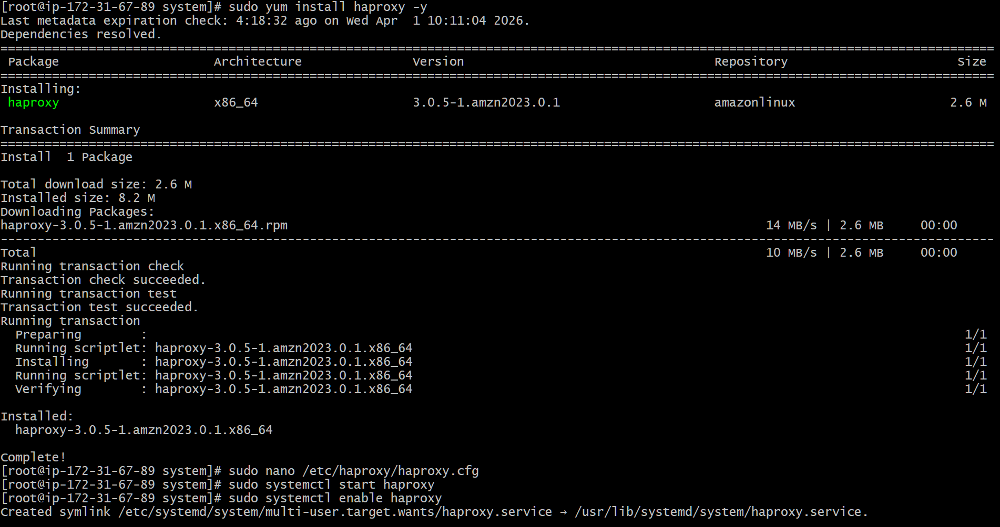 [root@ip-172-31-67-89 system]# sudo yum install haproxy -y
Last metadata expiration check: 4:18:32 ago on Wed Apr  1 10:11:04 2026.
Dependencies resolved.
=======================================================================================================================================
 Package                     Architecture               Version                                  Repository                       Size
=======================================================================================================================================
Installing:
 haproxy                     x86_64                     3.0.5-1.amzn2023.0.1                     amazonlinux                     2.6 M
Transaction Summary
=======================================================================================================================================
Install  1 Package
Total download size: 2.6 M
Installed size: 8.2 M
Downloading Packages:
haproxy-3.0.5-1.amzn2023.0.1.x86_64.rpm                                                                 14 MB/s | 2.6 MB     00:00
---------------------------------------------------------------------------------------------------------------------------------------
Total                                                                                                   10 MB/s | 2.6 MB     00:00
Running transaction check
Transaction check succeeded.
Running transaction test
Transaction test succeeded.
Running transaction
  Preparing        :                                                                                                               1/1
  Running scriptlet: haproxy-3.0.5-1.amzn2023.0.1.x86_64                                                                           1/1
  Installing       : haproxy-3.0.5-1.amzn2023.0.1.x86_64                                                                           1/1
  Running scriptlet: haproxy-3.0.5-1.amzn2023.0.1.x86_64                                                                           1/1
  Verifying        : haproxy-3.0.5-1.amzn2023.0.1.x86_64                                                                           1/1
Installed:
  haproxy-3.0.5-1.amzn2023.0.1.x86_64
Complete!
[root@ip-172-31-67-89 system]# sudo nano /etc/haproxy/haproxy.cfg
[root@ip-172-31-67-89 system]# sudo systemctl start haproxy
[root@ip-172-31-67-89 system]# sudo systemctl enable haproxy
Created symlink /etc/systemd/system/multi-user.target.wants/haproxy.service → /usr/lib/systemd/system/haproxy.service.